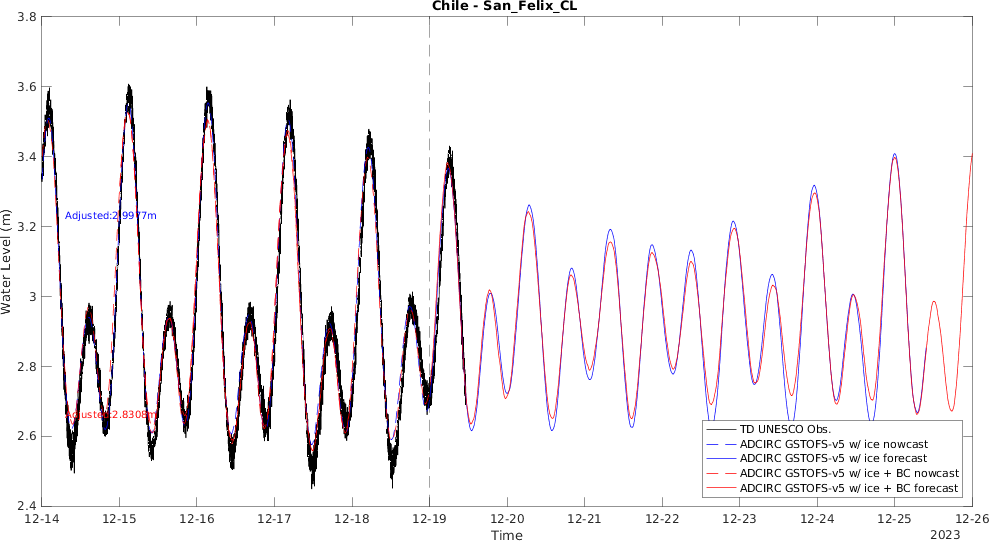 Chile - San_Felix_CL
3.8
3.6
3.4
3.2
3
2.8
2.6
2.4
Water Level (m)
Adjusted:2.9977m
Adjusted:2.8308m
TD UNESCO Obs.
ADCIRC GSTOFS-v5 w/ ice nowcast
ADCIRC GSTOFS-v5 w/ ice forecast
ADCIRC GSTOFS-v5 w/ ice + BC nowcast
ADCIRC GSTOFS-v5 w/ ice + BC forecast
12-14 12-15 12-16 12-17 12-18 12-19 12-20 12-21 12-22 12-23 12-24 12-25 12-26
Time
2023